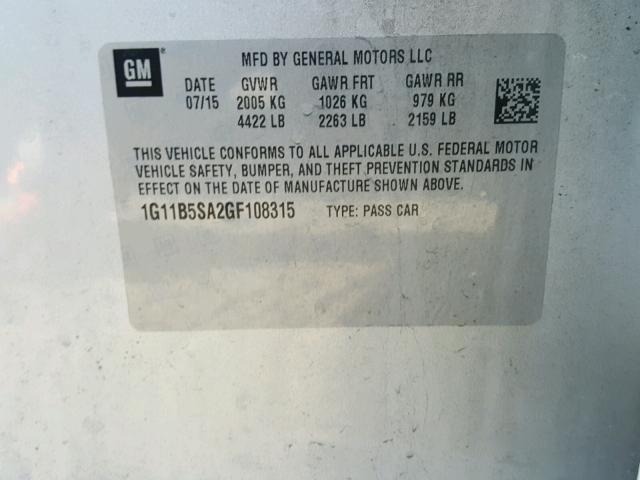 GM
MFD BY GENERAL MOTORS LLC
DATE GVWR GAWR FRT GAWR RR
07/15 2005 KG 1026 KG 979 KG
4422 LB 2263 LB 2159 LB
THIS VEHICLE CONFORMS TO ALL APPLICABLE U.S. FEDERAL MOTOR
VEHICLE SAFETY, BUMPER, AND THEFT PREVENTION STANDARDS IN
EFFECT ON THE DATE OF MANUFACTURE SHOWN ABOVE.
1G11B5SA2GF108315 TYPE: PASS CAR